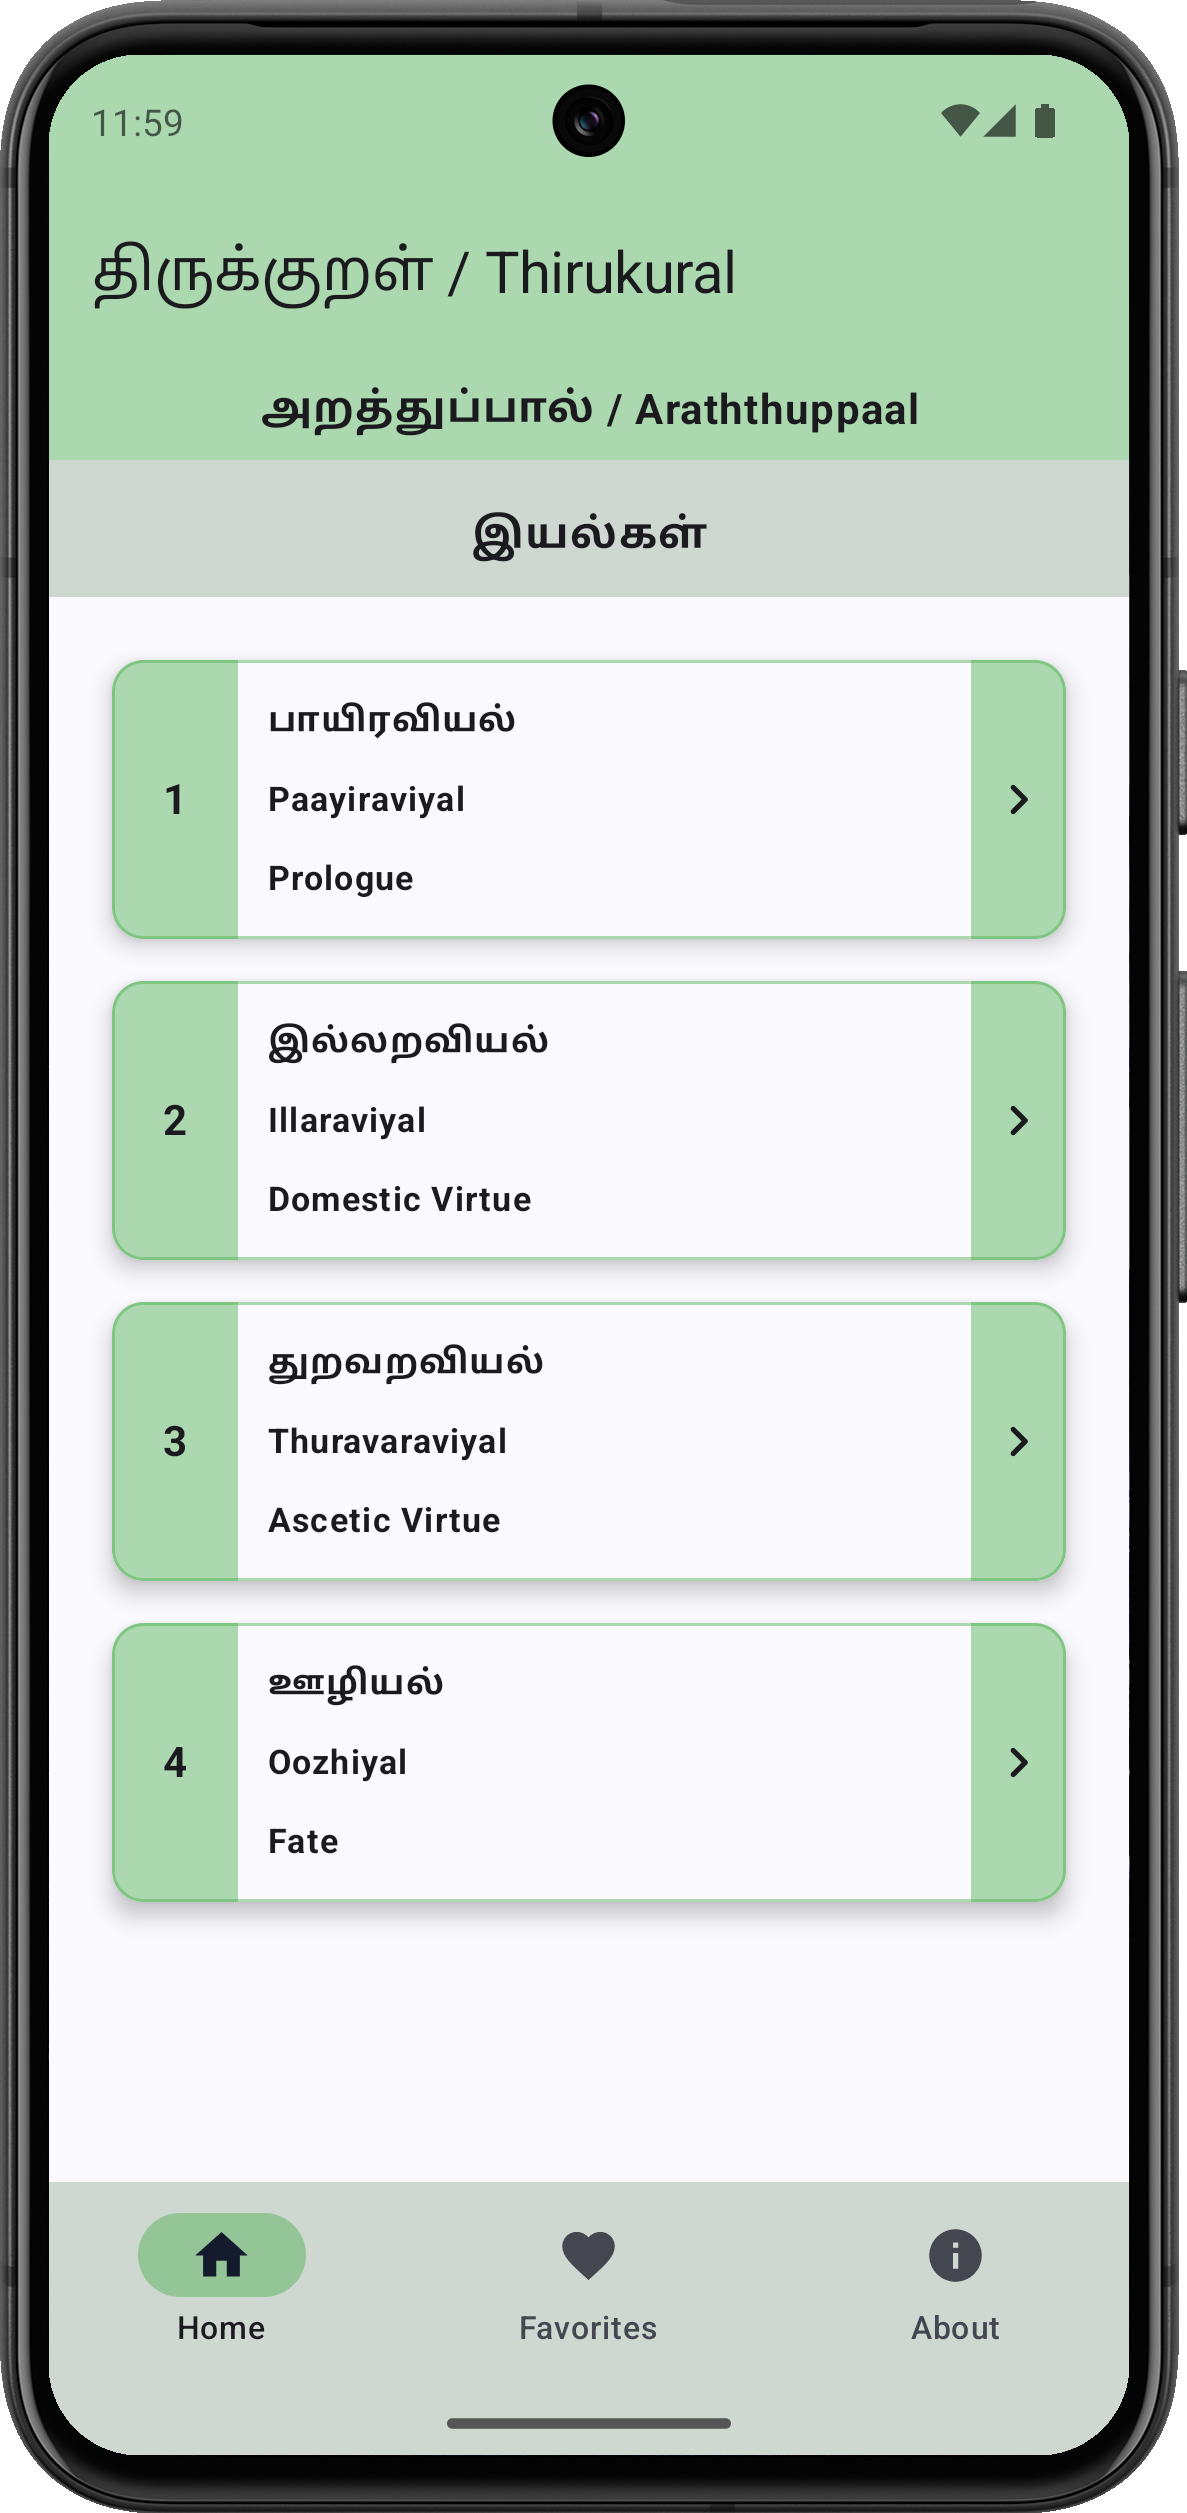 11:59
திருக்குறள் / Thirukural
அறத்துப்பால் / Araththuppaal
இயல்கள்
1
பாயிரவியல்
Paayiraviyal
Prologue
2
இல்லறவியல்
Illaraviyal
Domestic Virtue
3
துறவறவியல்
Thuravaraviyal
Ascetic Virtue
4
ஊழியல்
Oozhiyal
Fate
Home Favorites About